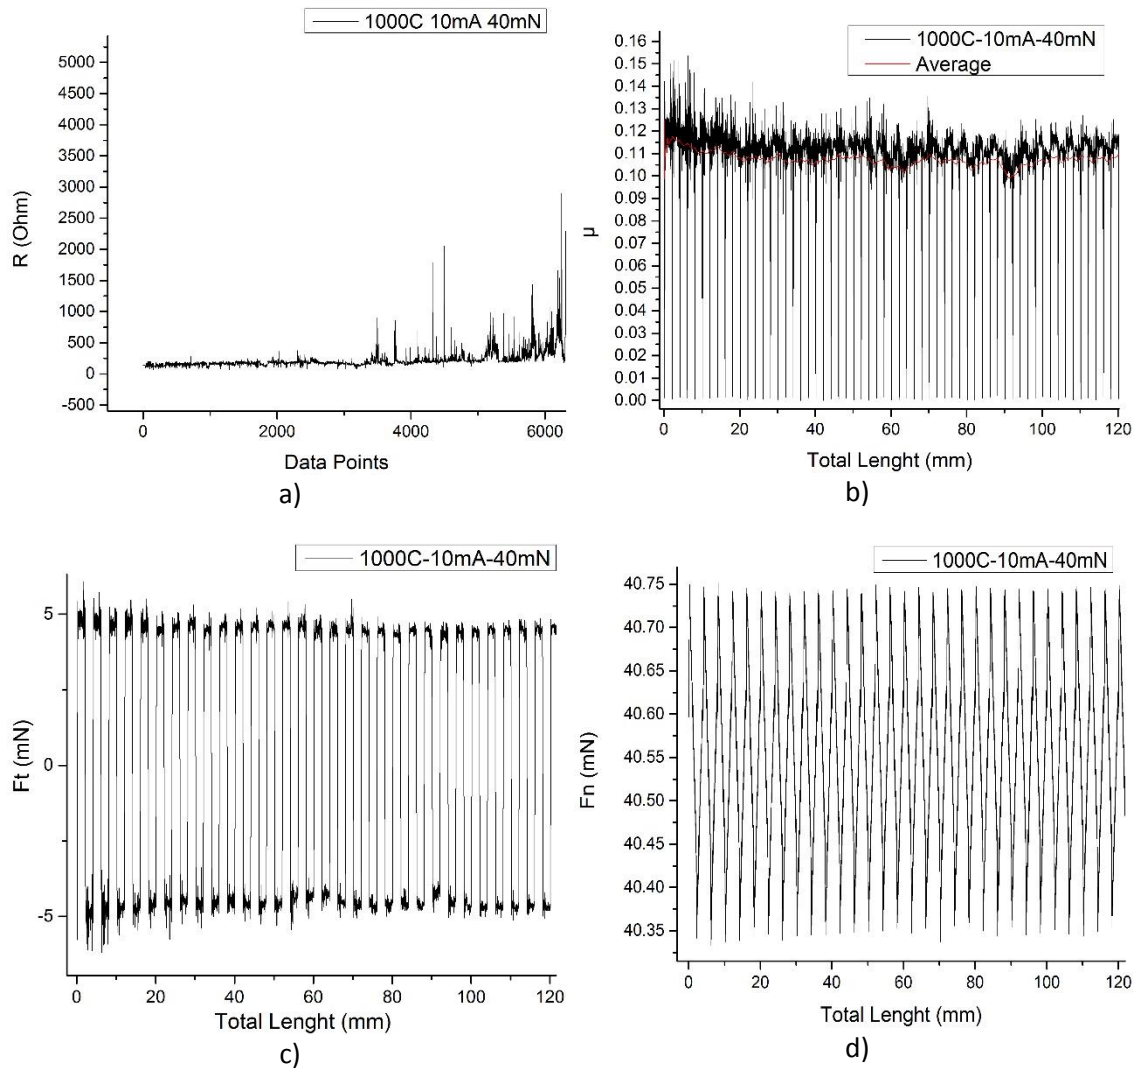 1000C 10mA 40mN
5000
4500
4000
3500
3000
2500
2000
1500
1000
500
0
-500
R (Ohm)
0 2000 4000 6000
Data Points
a)
1000C-10mA-40mN
Average
0.16
0.15
0.14
0.13
0.12
0.11
0.10
0.09
0.08
0.07
0.06
0.05
0.04
0.03
0.02
0.01
0.00
μ
0 20 40 60 80 100 120
Total Lenght (mm)
b)
1000C-10mA-40mN
5
0
-5
Ft (mN)
0 20 40 60 80 100 120
Total Lenght (mm)
c)
1000C-10mA-40mN
40.75
40.70
40.65
40.60
40.55
40.50
40.45
40.40
40.35
Fn (mN)
0 20 40 60 80 100 120
Total Lenght (mm)
d)